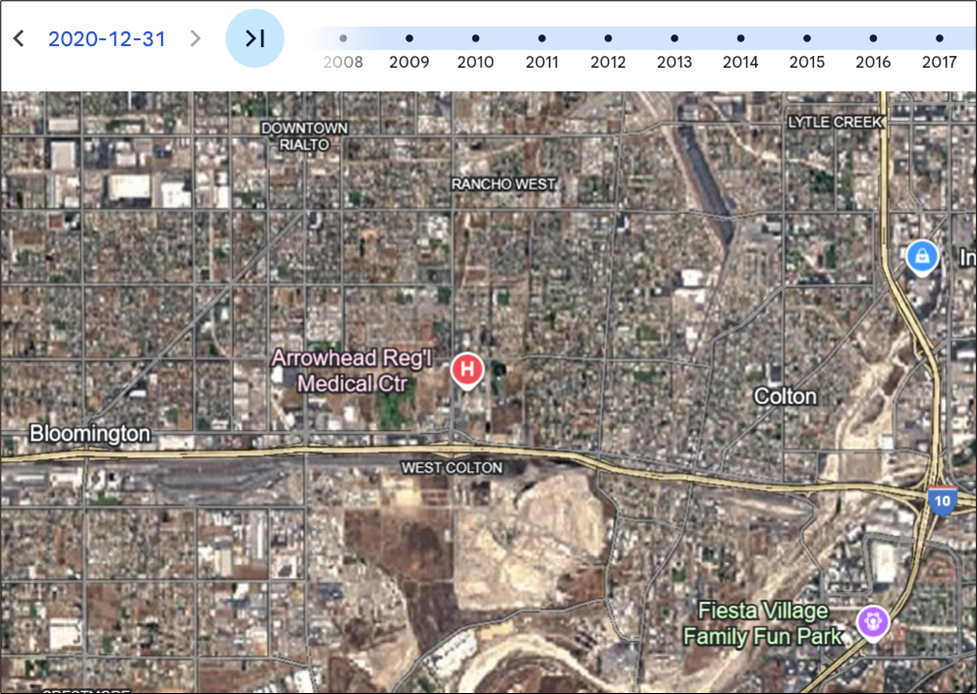 2020-12-31
2008 2009 2010 2011 2012 2013 2014 2015 2016 2017
LYTLE CREEK
DOWNTOWN
RIALTO
RANCHO WEST
In
Arrowhead Reg'l
Medical Ctr
H
Colton
Bloomington
WEST COLTON
10
Fiesta Village
Family Fun Park
CRESTMORE